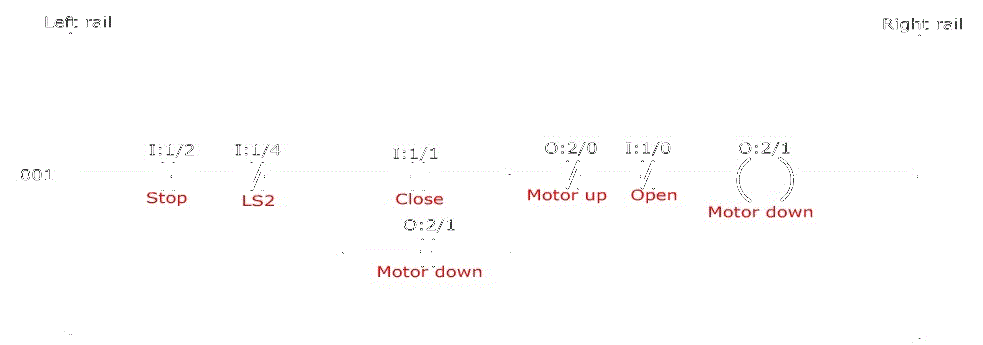 Left rail
Right rail
I:1/2 I:1/4 I:1/1 O:2/0 I:1/0 O:2/1
001
Stop LS2 Close Motor up Open Motor down
O:2/1
Motor down